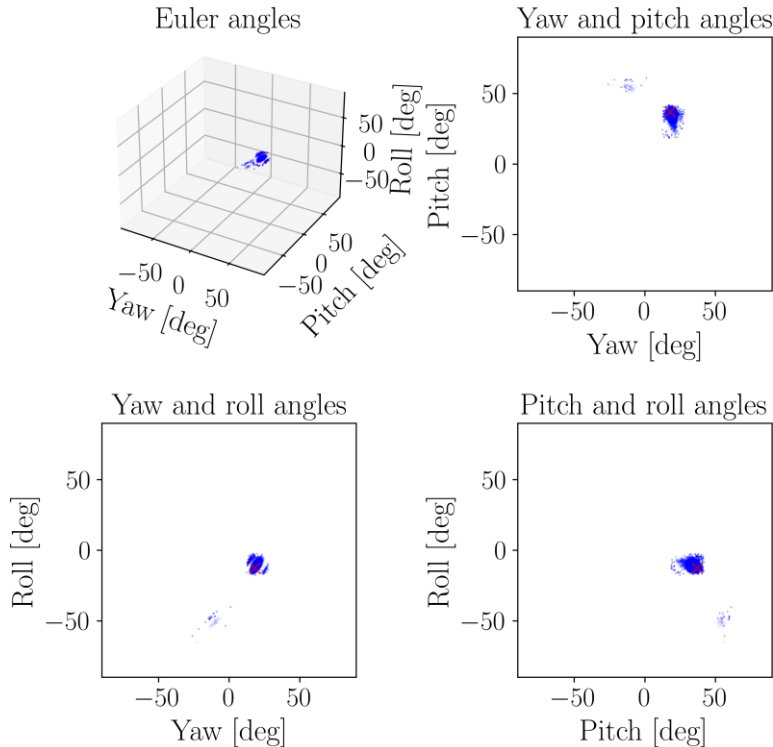 Euler angles
50
0
−50
Roll [deg]
−50
0
50
Yaw [deg]
−50
0
50
Pitch [deg]
Yaw and pitch angles
50
0
−50
Pitch [deg]
−50
0
50
Yaw [deg]
Yaw and roll angles
50
0
−50
Roll [deg]
−50
0
50
Yaw [deg]
Pitch and roll angles
50
0
−50
Roll [deg]
−50
0
50
Pitch [deg]